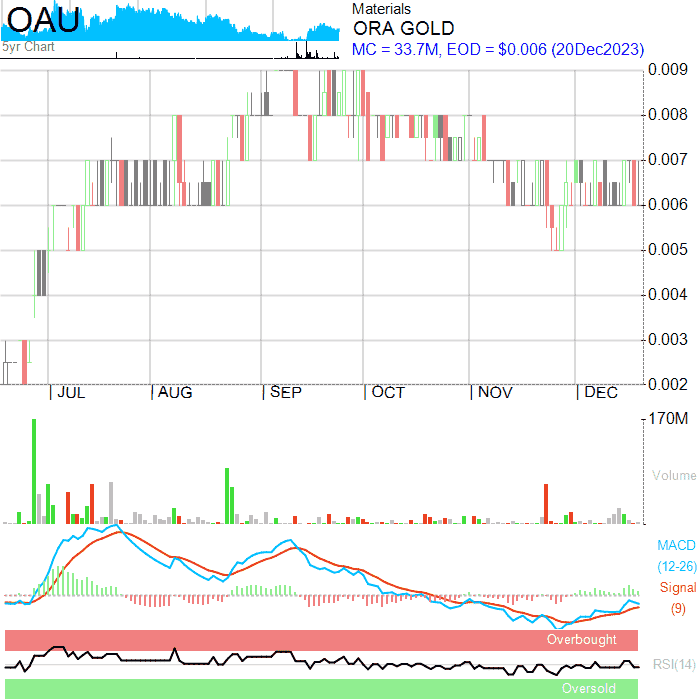 OAU
5yr Chart
Materials
ORA GOLD
MC = 33.7M, EOD = $0.006 (20Dec2023)
0.009
0.008
0.007
0.006
0.005
0.004
0.003
0.002
JUL AUG SEP OCT NOV DEC
170M
Volume
MACD
(12-26)
Signal
(9)
Overbought
RSI(14)
Oversold